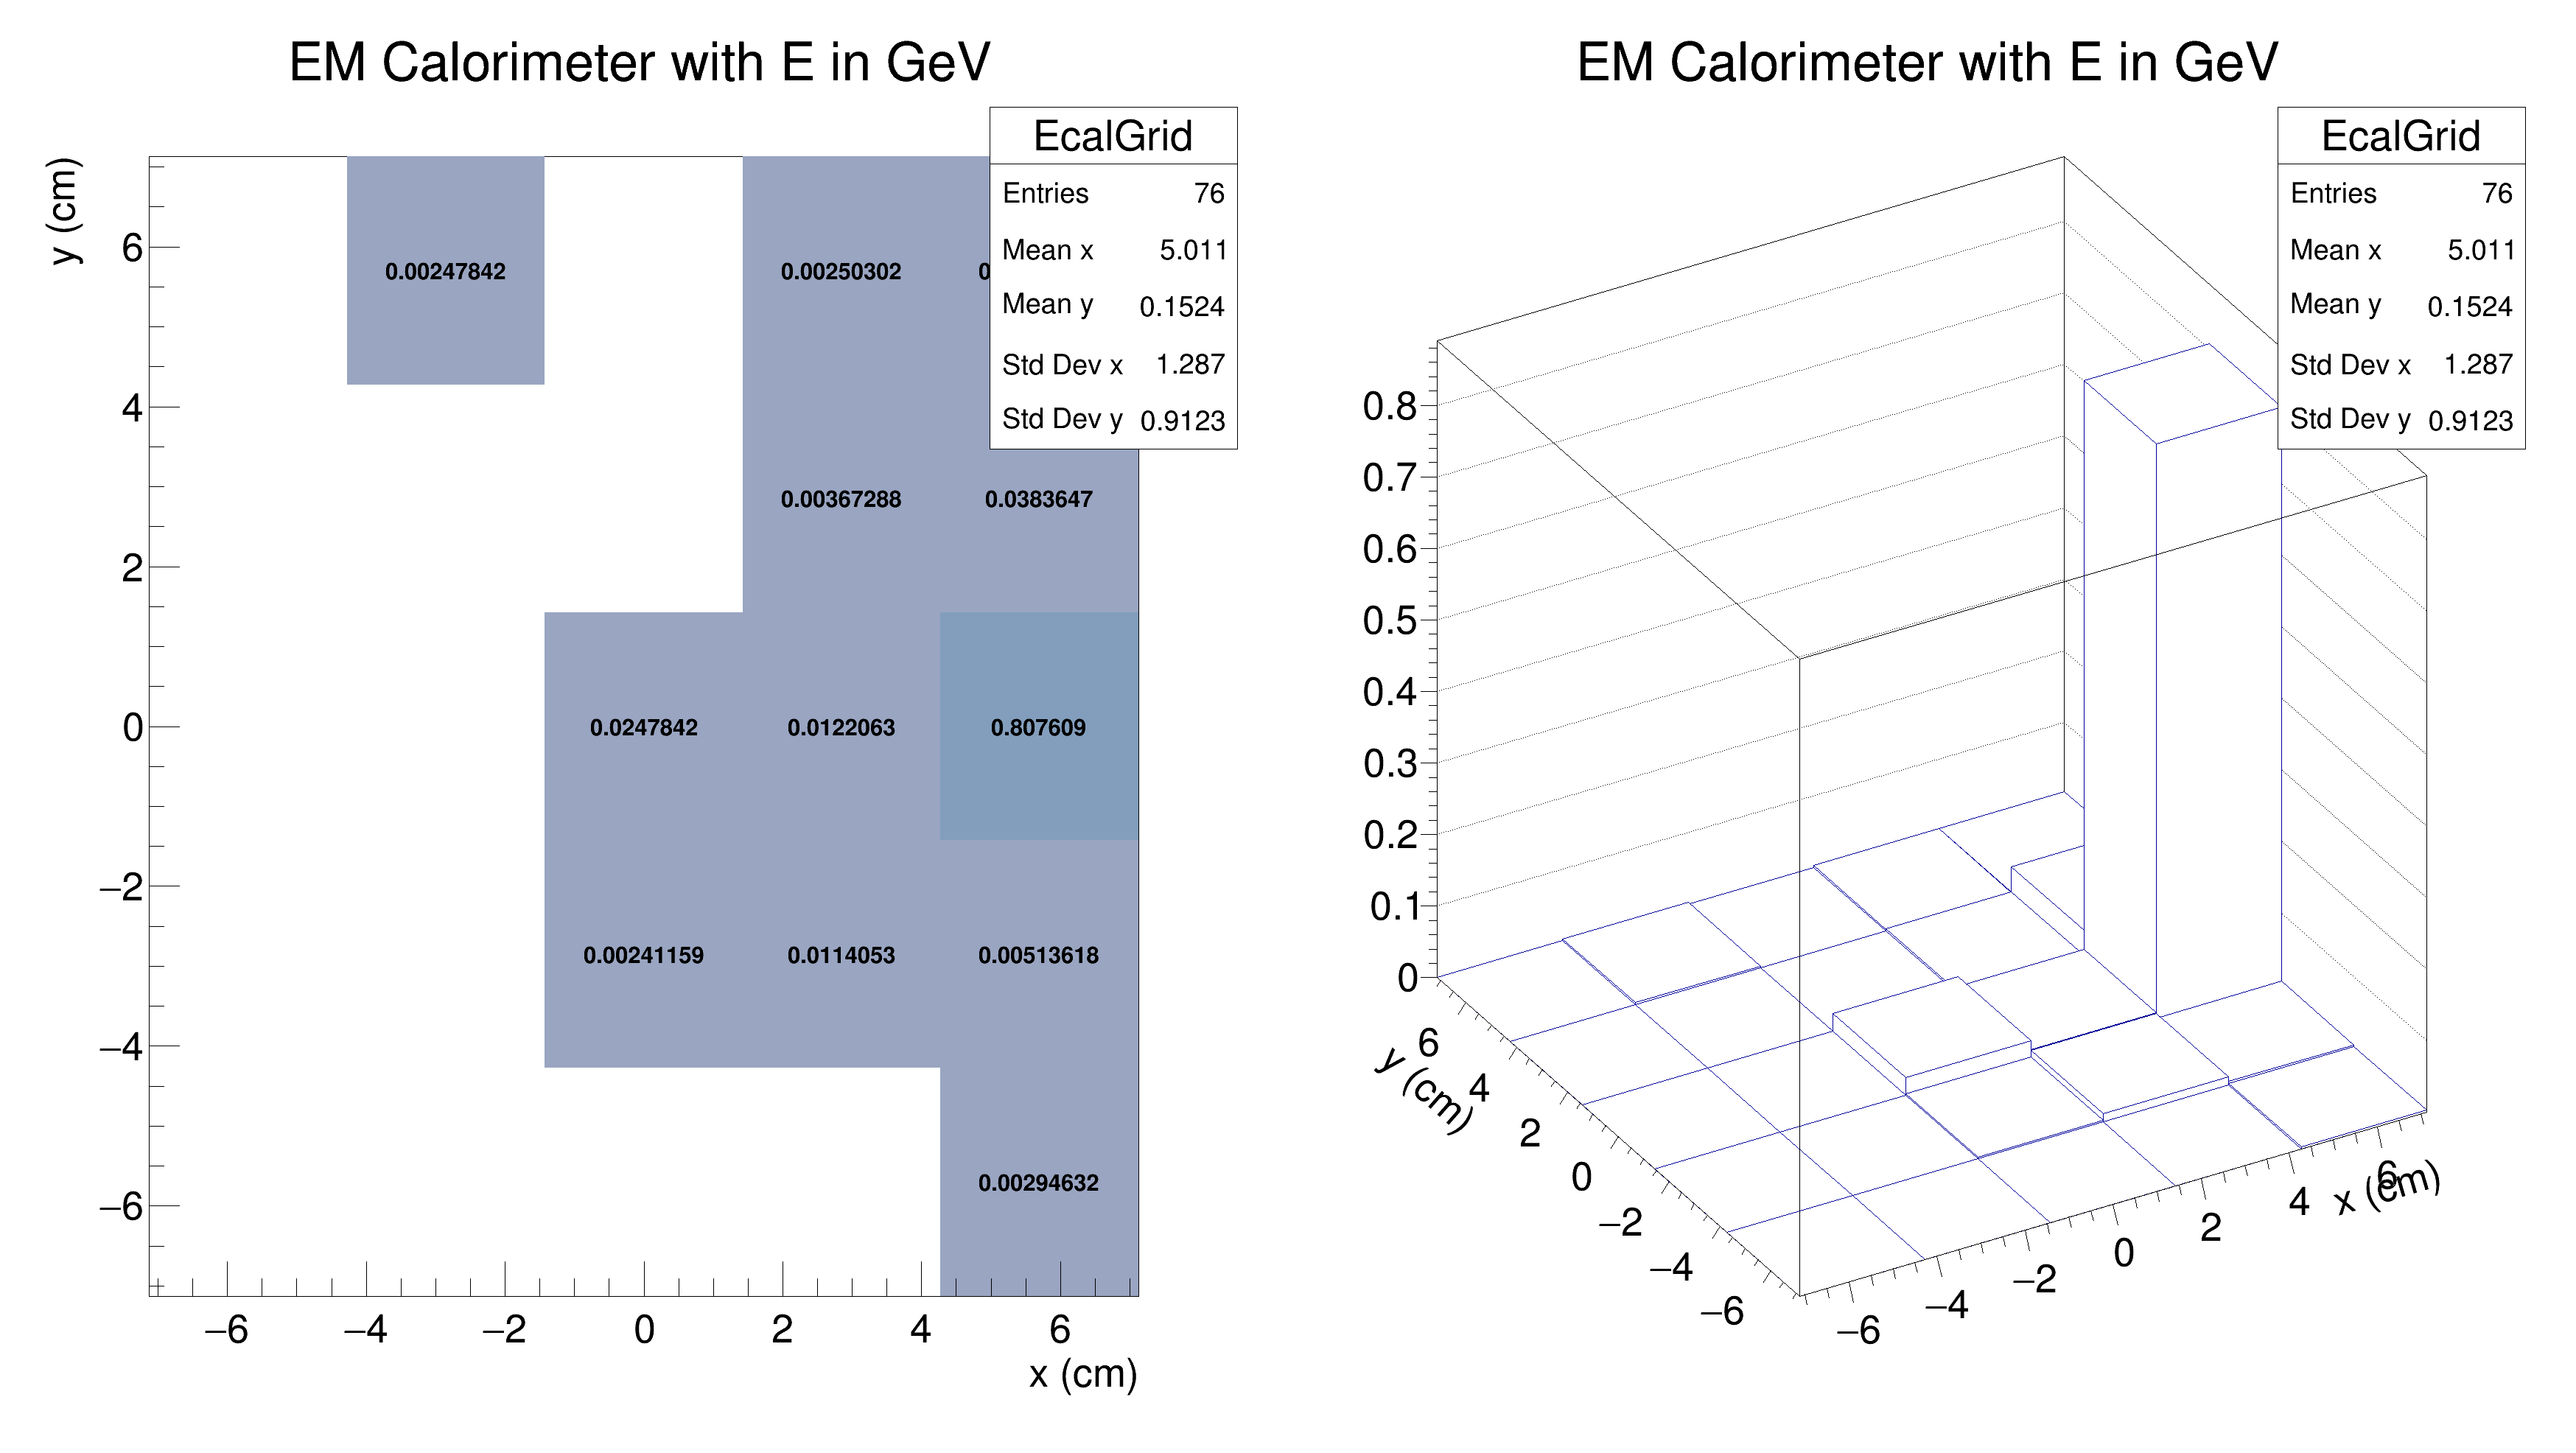 EM Calorimeter with E in GeV
y (cm)
EcalGrid
Entries 76
Mean x 5.011
Mean y 0.1524
Std Dev x 1.287
Std Dev y 0.9123
6
4
2
0
−2
−4
−6
0.00247842
0.00250302
0
0.00367288
0.0383647
0.0247842
0.0122063
0.807609
0.00241159
0.0114053
0.00513618
0.00294632
−6
−4
−2
0
2
4
6
x (cm)
EM Calorimeter with E in GeV
EcalGrid
Entries 76
Mean x 5.011
Mean y 0.1524
Std Dev x 1.287
Std Dev y 0.9123
0.8
0.7
0.6
0.5
0.4
0.3
0.2
0.1
0
6
4
2
0
−2
−4
−6
y (cm)
−6
−4
−2
0
2
4
6
x (cm)